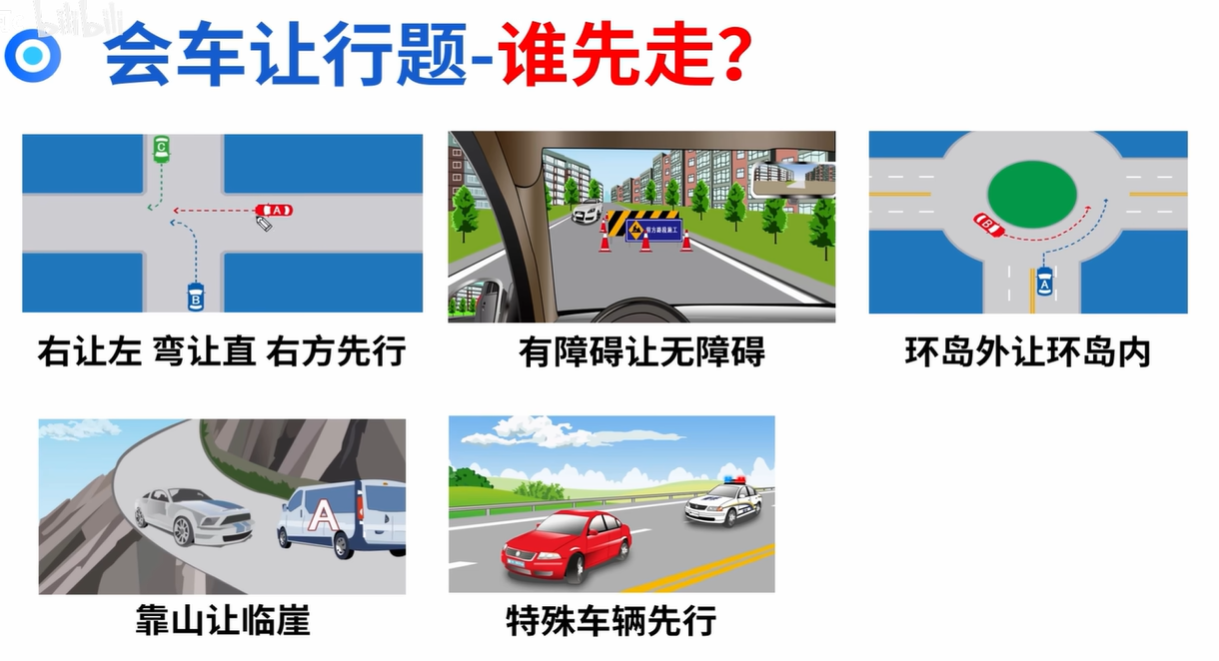 bilibili
会车让行题-谁先走？
C
A
B
右让左 弯让直 右方先行
前方道路施工
有障碍让无障碍
B
A
环岛外让环岛内
A
靠山让临崖
特殊车辆先行